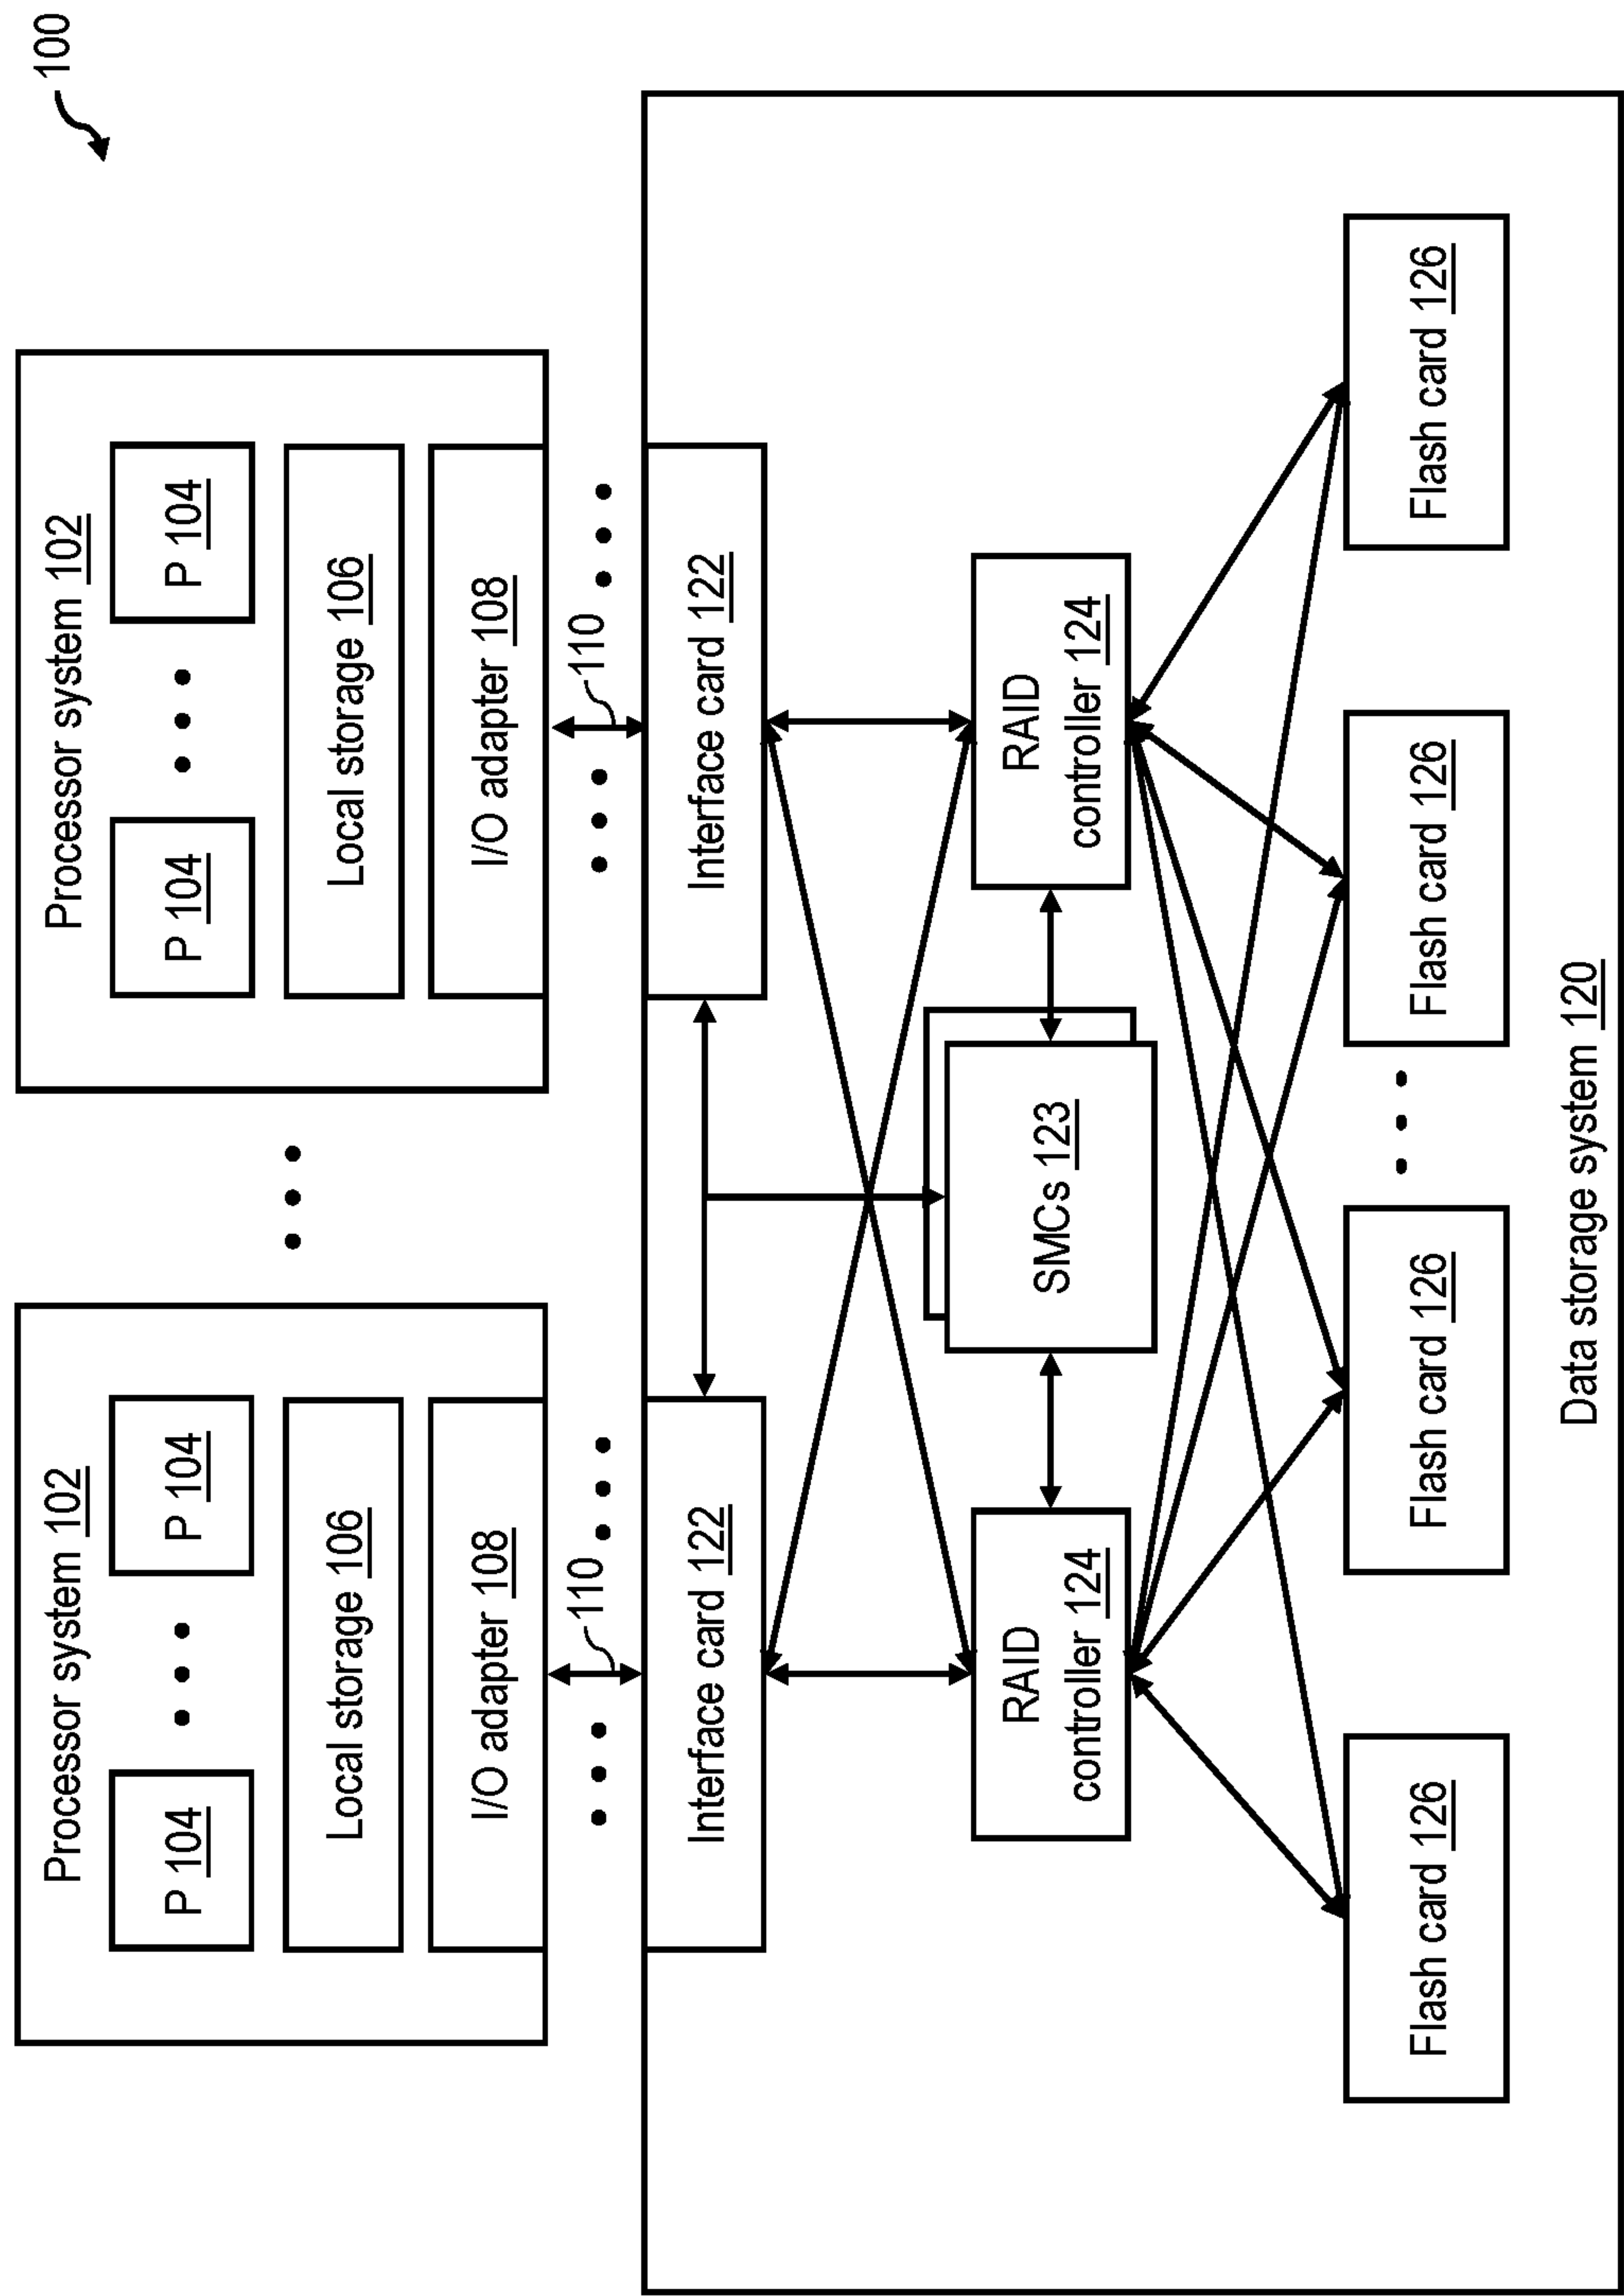 100
Processor system 102
Processor system 102
P 104
P 104
P 104
P 104
Local storage 106
Local storage 106
I/O adapter 108
I/O adapter 108
110
110
Interface card 122
Interface card 122
RAID
controller 124
SMCs 123
RAID
controller 124
Flash card 126
Flash card 126
Flash card 126
Flash card 126
Data storage system 120